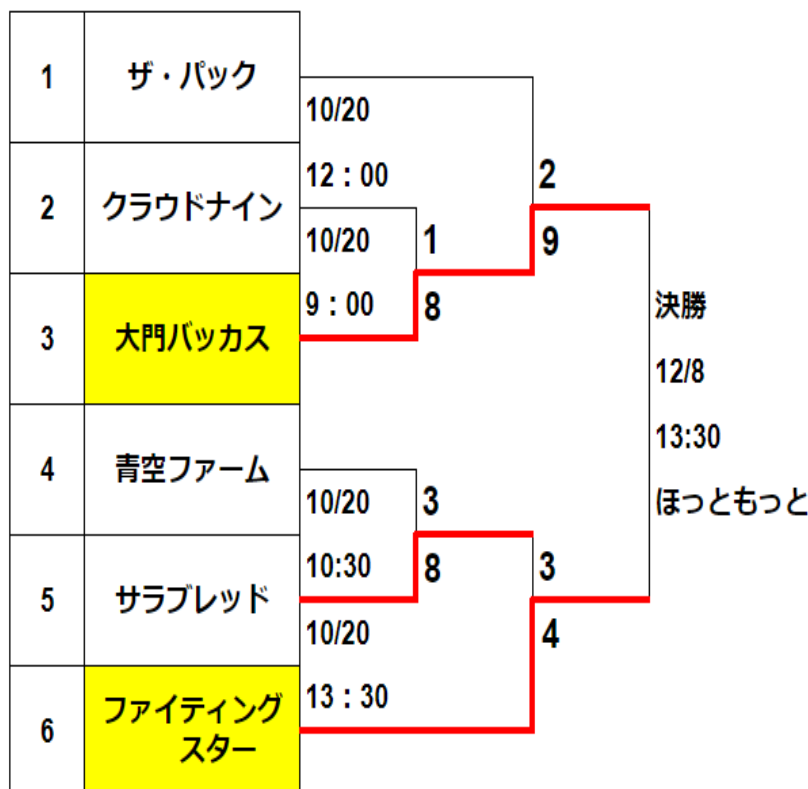 1
ザ・パック
10/20
12：00
2
2
クラウドナイン
9
10/20
1
9：00
8
決勝
3
大門バッカス
12/8
13:30
4
青空ファーム
ほっともっと
10/20
3
10:30
8
3
5
サラブレッド
10/20
4
13：30
6
ファイティング
スター